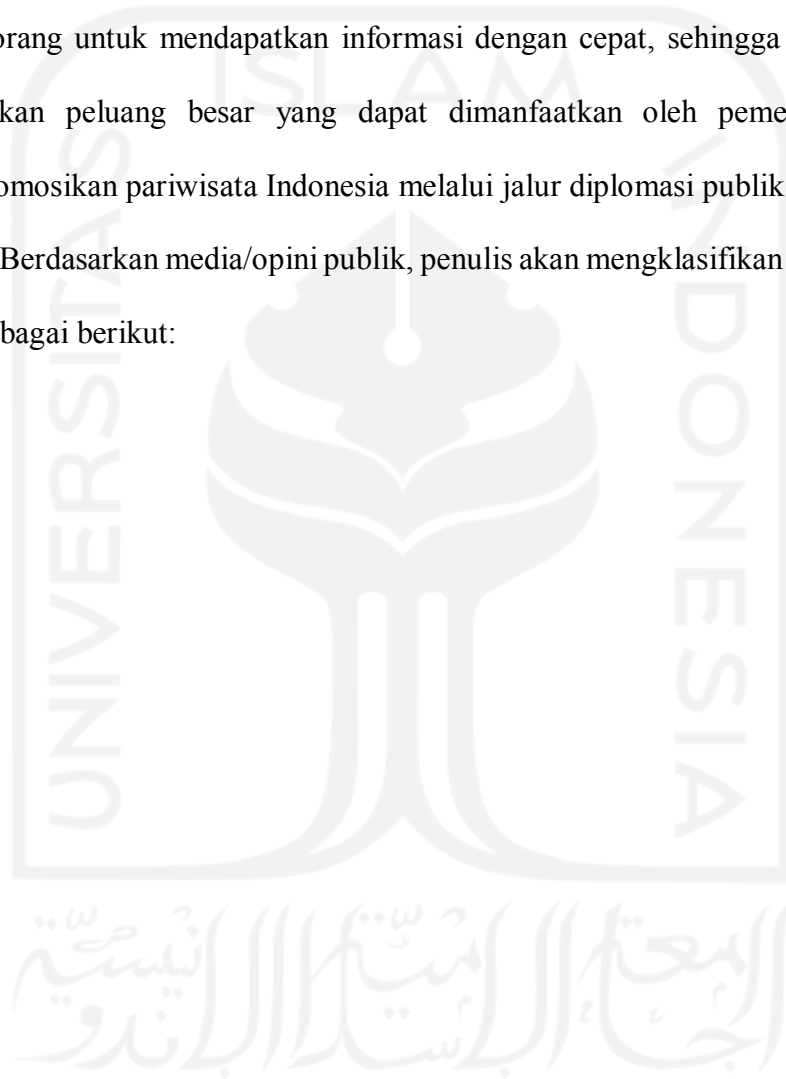 orang untuk mendapatkan informasi dengan cepat, sehingga
kan peluang besar yang dapat dimanfaatkan oleh peme
omosikan pariwisata Indonesia melalui jalur diplomasi publik
Berdasarkan media/opini publik, penulis akan mengklasifikan
bagai berikut:
ISLAM
UNIVERSITAS
INDONESIA